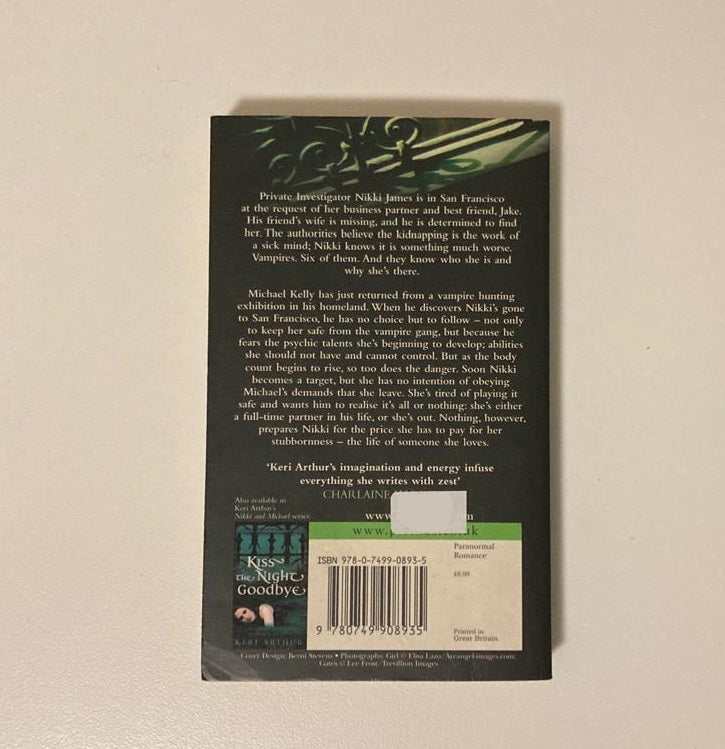 Private Investigator Nikki James is in San Francisco
at the request of her business partner and best friend, Jake.
His friend's wife is missing, and he is determined to find
her. The authorities believe the kidnapping is the work of
a sick mind; Nikki knows it is something much worse.
Vampires. Six of them. And they know who she is and
why she's there.
Michael Kelly has just returned from a vampire hunting
exhibition in his homeland. When he discovers Nikki's gone
to San Francisco, he has no choice but to follow – not only
to keep her safe from the vampire gang, but because he
fears the psychic talents she's beginning to develop; abilities
she should not have and cannot control. But as the body
count begins to rise, so too does the danger. Soon Nikki
becomes a target, but she has no intention of obeying
Michael's demands that she leave. She's tired of playing it
safe and wants him to realise it's all or nothing: she's either
a full-time partner in his life, or she's out. Nothing, however,
prepares Nikki for the price she has to pay for her
stubbornness – the life of someone she loves.
'Keri Arthur's imagination and energy infuse
everything she writes with zest'
CHARLAINE
Also available in
Keri Arthur's
Nikki and Michael series:
Kiss
The Night
Goodbye
KERI ARTHUR
www.
www.
Paranormal
Romance
£6.99
ISBN 978-0-7499-0893-5
9 780749 908935
Printed in
Great Britain
Cover Design: Berni Stevens • Photographs: Girl © Elisa Lazo/Arcangel-images.com;
Gates © Lee Frost/Trevillion Images